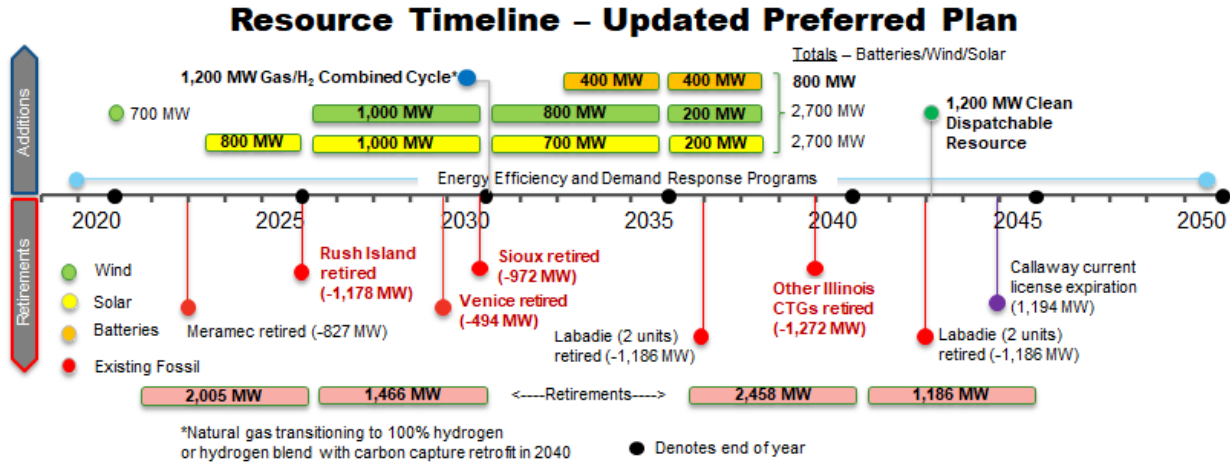 Resource Timeline – Updated Preferred Plan
Totals – Batteries/Wind/Solar
1,200 MW Gas/H₂ Combined Cycle*
400 MW
400 MW
800 MW
700 MW
1,000 MW
800 MW
200 MW
2,700 MW
800 MW
1,000 MW
700 MW
200 MW
2,700 MW
1,200 MW Clean
Dispatchable
Resource
Additions
Energy Efficiency and Demand Response Programs
2020
2025
2030
2035
2040
2045
2050
Retirements
Wind
Solar
Batteries
Existing Fossil
Meramec retired (-827 MW)
Rush Island
retired
(-1,178 MW)
Venice retired
(-494 MW)
Sioux retired
(-972 MW)
Labadie (2 units)
retired (-1,186 MW)
Other Illinois
CTGs retired
(-1,272 MW)
Labadie (2 units)
retired (-1,186 MW)
Callaway current
license expiration
(1,194 MW)
2,005 MW
1,466 MW
<----Retirements---->
2,458 MW
1,186 MW
*Natural gas transitioning to 100% hydrogen
or hydrogen blend with carbon capture retrofit in 2040
Denotes end of year